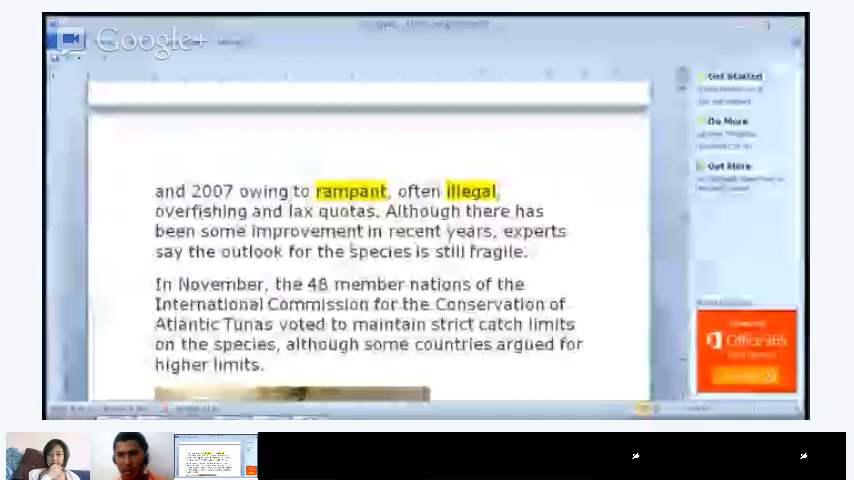 Google+
Get Started
Do More
Get More
and 2007 owing to rampant, often illegal,
overfishing and lax quotas. Although there has
been some improvement in recent years, experts
say the outlook for the species is still fragile.
In November, the 48 member nations of the
International Commission for the Conservation of
Atlantic Tunas voted to maintain strict catch limits
on the species, although some countries argued for
higher limits.
Office 365